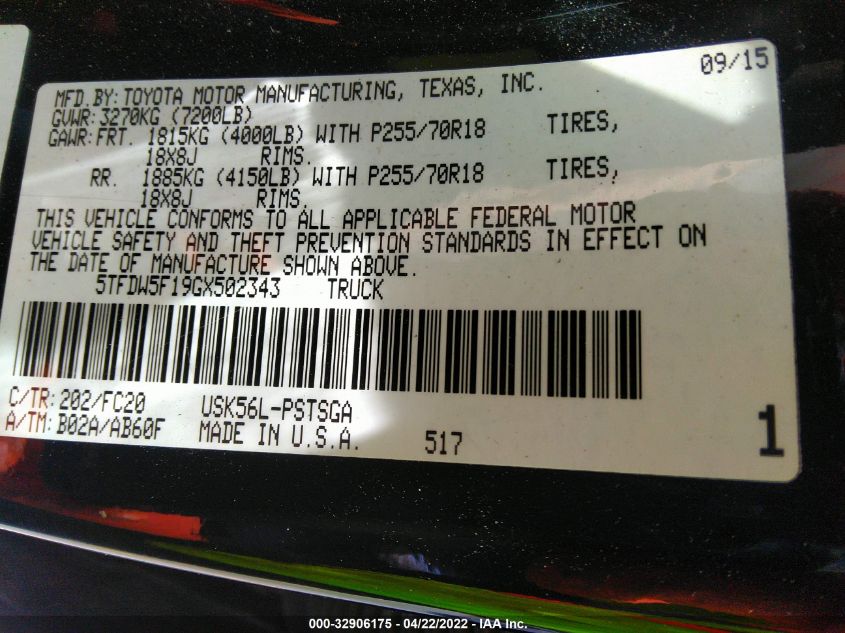 09/15
MFD.BY: TOYOTA MOTOR MANUFACTURING, TEXAS, INC.
GVWR: 3270KG (7200LB)
GAWR: FRT. 1815KG (4000LB) WITH P255/70R18 TIRES,
18X8J RIMS.
RR. 1885KG (4150LB) WITH P255/70R18 TIRES,
18X8J RIMS.
THIS VEHICLE CONFORMS TO ALL APPLICABLE FEDERAL MOTOR
VEHICLE SAFETY AND THEFT PREVENTION STANDARDS IN EFFECT ON
THE DATE OF MANUFACTURE SHOWN ABOVE.
5TFDW5F19GX502343 TRUCK
C/TR: 202/FC20 USK56L-PSTSGA
A/TM: B02A/AB60F MADE IN U.S.A. 517 1
000-32906175 - 04/22/2022 - IAA Inc.